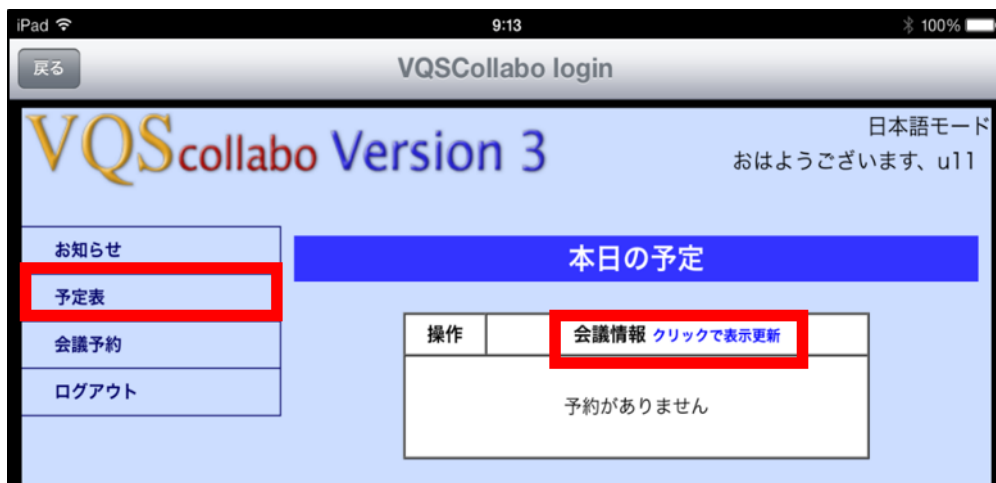 iPad 9:13 100%
戻る VQSCollabo login
VQScollabo Version 3
日本語モード
おはようございます、u11
お知らせ
予定表
会議予約
ログアウト
本日の予定
操作 会議情報 クリックで表示更新
予約がありません